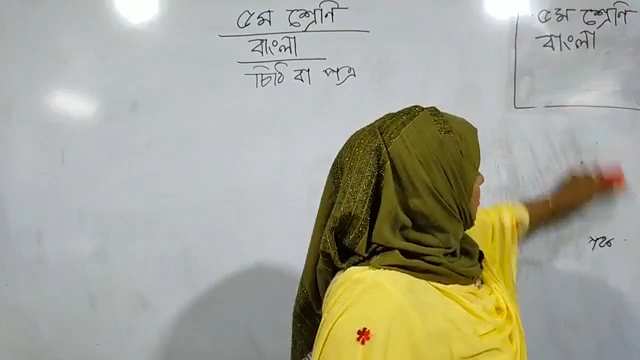 ৫ম শ্রেণি
বাংলা
চিঠি বা পত্র
৫ম শ্রেণি
বাংলা